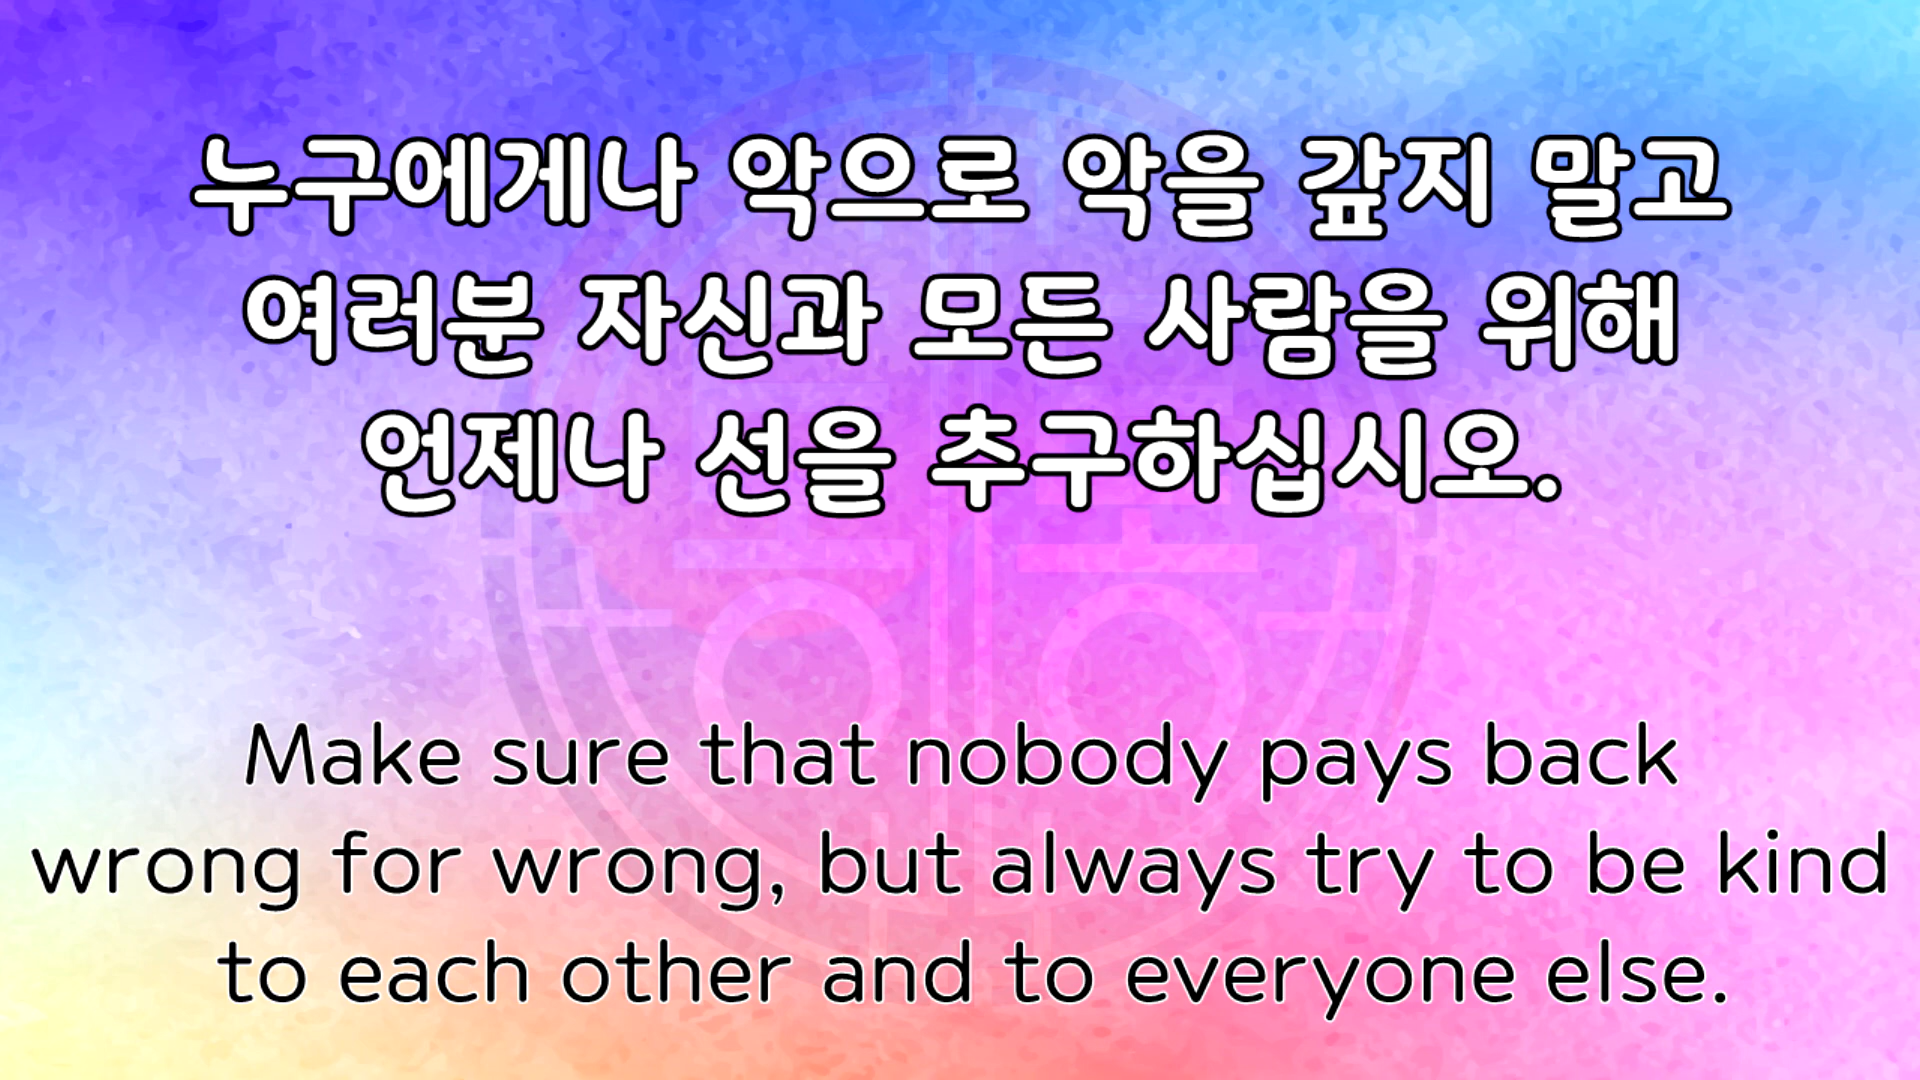 누구에게나 악으로 악을 갚지 말고
여러분 자신과 모든 사람을 위해
언제나 선을 추구하십시오.
Make sure that nobody pays back
wrong for wrong, but always try to be kind
to each other and to everyone else.